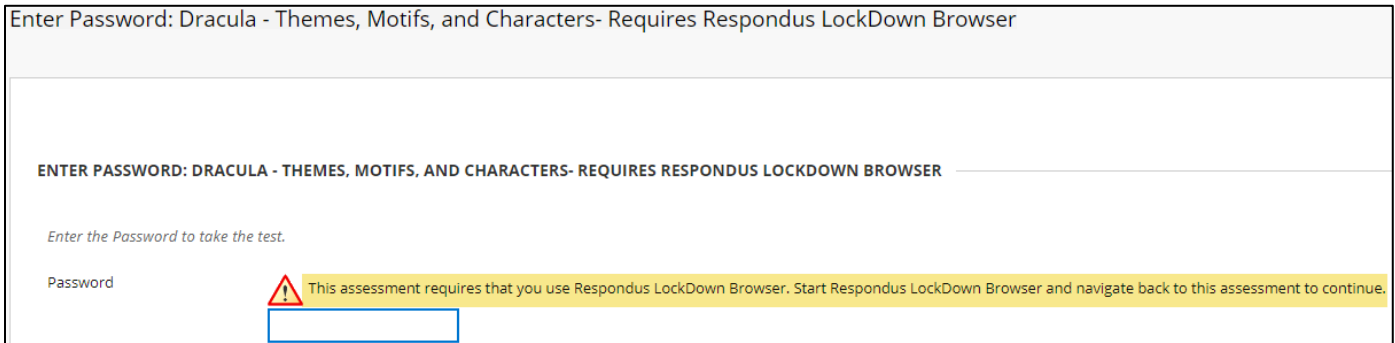 Enter Password: Dracula - Themes, Motifs, and Characters- Requires Respondus LockDown Browser
ENTER PASSWORD: DRACULA - THEMES, MOTIFS, AND CHARACTERS- REQUIRES RESPONDUS LOCKDOWN BROWSER
Enter the Password to take the test.
Password
This assessment requires that you use Respondus LockDown Browser. Start Respondus LockDown Browser and navigate back to this assessment to continue.